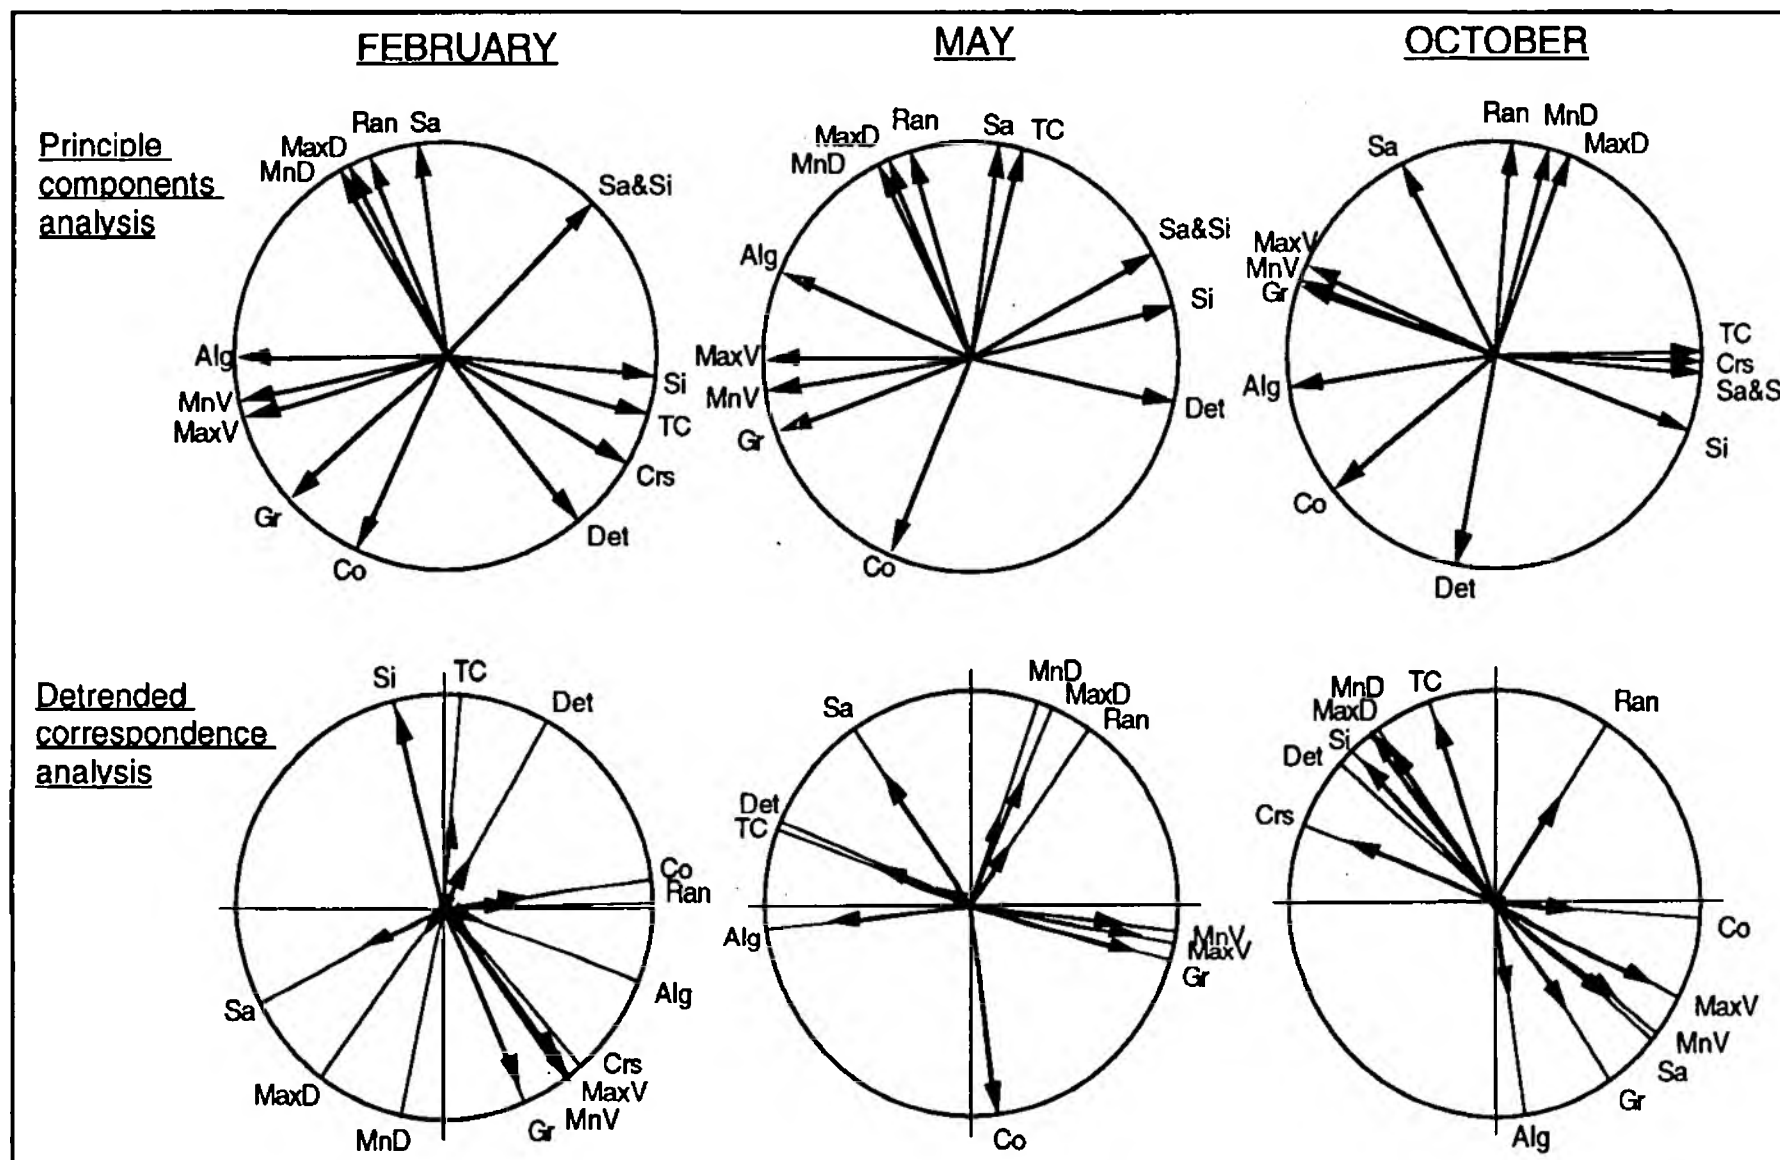 FEBRUARY
MAY
OCTOBER
Principle
components
analysis
Ran Sa
MaxD
MnD
Sa&Si
Alg
MnV
MaxV
Gr
Co
Si
TC
Crs
Det
MaxD Ran
MnD
Sa TC
Alg
Sa&Si
Si
MaxV
MnV
Gr
Det
Co
Ran MnD
MaxD
Sa
MaxV
MnV
Gr
Alg
TC
Crs
Sa&S
Si
Co
Det
Detrended
correspondence
analysis
Si TC
Det
Co
Ran
Sa
Alg
MaxD
MnD
Crs
MaxV
MnV
Gr
MnD
MaxD
Ran
Sa
Det
TC
Alg
MnV
MaxV
Gr
Co
MnD TC
MaxD
Si
Det
Ran
Crs
Co
MaxV
MnV
Sa
Gr
Alg